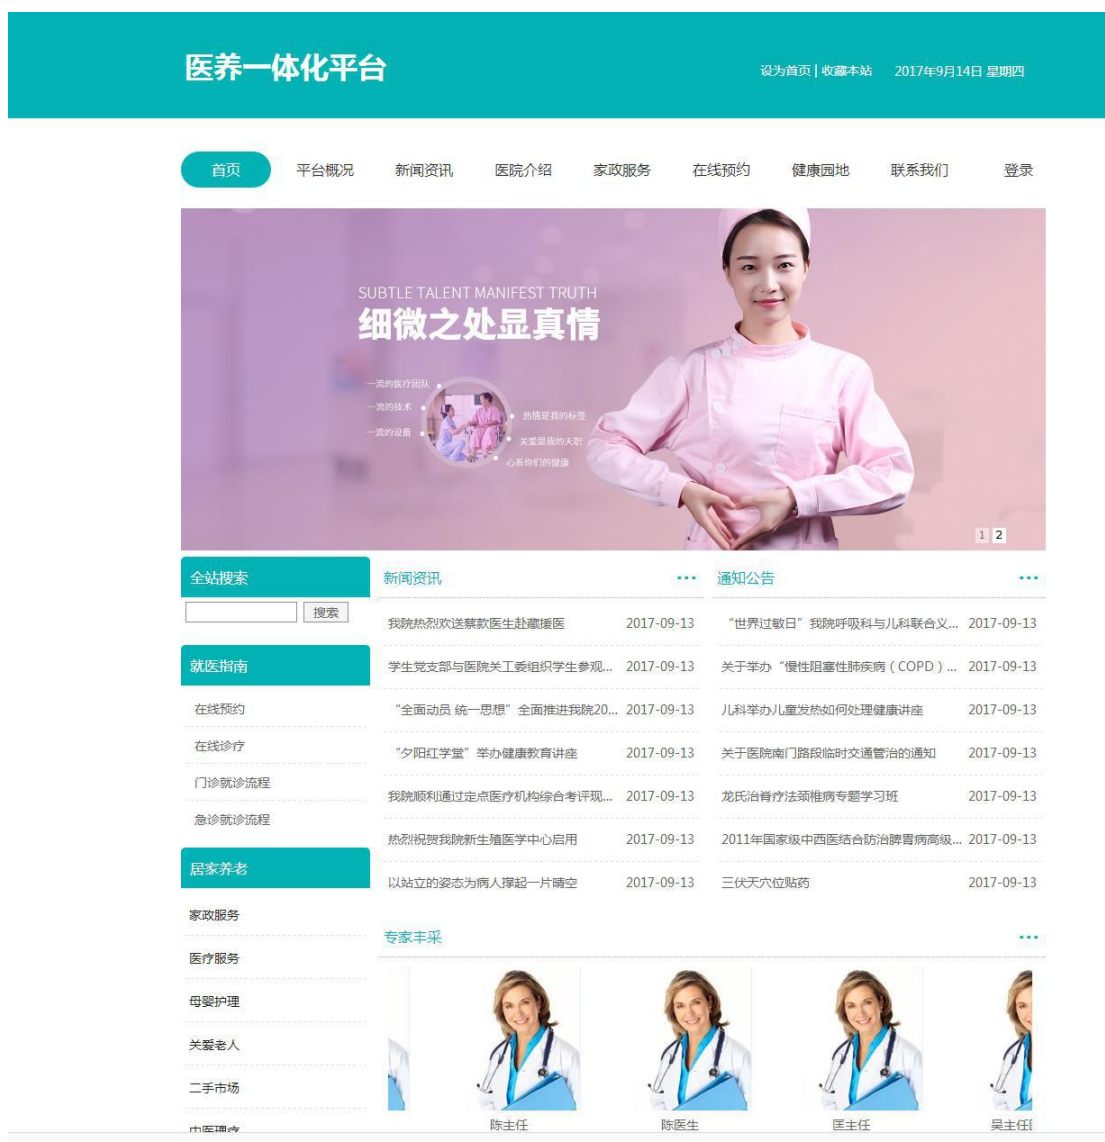 医养一体化平台
设为首页 | 收藏本站 2017年9月14日 星期四
首页 平台概况 新闻资讯 医院介绍 家政服务 在线预约 健康园地 联系我们 登录
SUBTLE TALENT MANIFEST TRUTH
细微之处显真情
一流的医疗团队
一流的技术
一流的设备
热情是我的标签
关爱是我的天职
心系你们的健康
1 2
全站搜索
搜索
就医指南
在线预约
在线诊疗
门诊就诊流程
急诊就诊流程
居家养老
家政服务
医疗服务
母婴护理
关爱老人
二手市场
中医理疗
新闻资讯
我院热烈欢送蔡款医生赴藏援医 2017-09-13
学生党支部与医院关工委组织学生参观... 2017-09-13
“全面动员 统一思想”全面推进我院20... 2017-09-13
“夕阳红学堂”举办健康教育讲座 2017-09-13
我院顺利通过定点医疗机构综合考评现... 2017-09-13
热烈祝贺我院新生殖医学中心启用 2017-09-13
以站立的姿态为病人撑起一片晴空 2017-09-13
通知公告
“世界过敏日”我院呼吸科与儿科联合义... 2017-09-13
关于举办“慢性阻塞性肺疾病（COPD）... 2017-09-13
儿科举办儿童发热如何处理健康讲座 2017-09-13
关于医院南门路段临时交通管治的通知 2017-09-13
龙氏治脊疗法颈椎病专题学习班 2017-09-13
2011年国家级中西医结合防治脾胃病高级... 2017-09-13
三伏天穴位贴药 2017-09-13
专家丰采
陈主任 陈医生 匡主任 吴主任